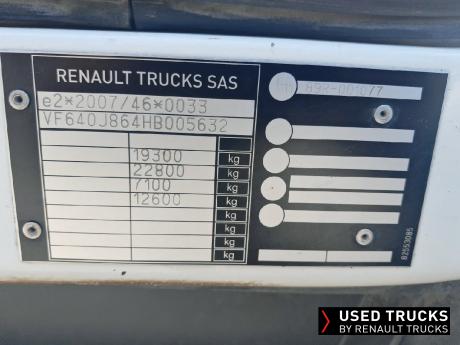 RENAULT TRUCKS SAS
e2*2007/46*0033
VF640J864HB005632
19300 kg
22800 kg
7100 kg
12600 kg
kg
kg
kg
kg
82553085
USED TRUCKS
BY RENAULT TRUCKS